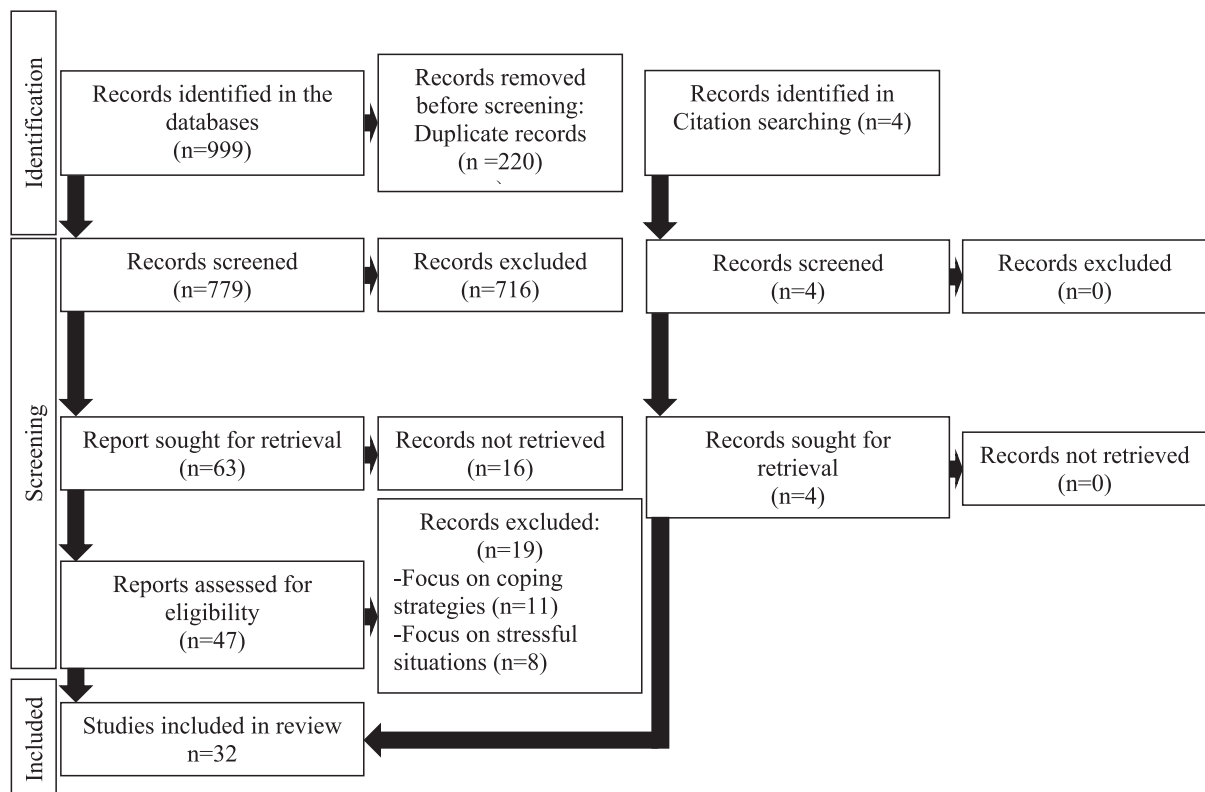 Identification
Records identified in the
databases
(n=999)
Records removed
before screening:
Duplicate records
(n =220)
`
Records identified in
Citation searching (n=4)
Screening
Records screened
(n=779)
Records excluded
(n=716)
Records screened
(n=4)
Records excluded
(n=0)
Report sought for retrieval
(n=63)
Records not retrieved
(n=16)
Records sought for
retrieval
(n=4)
Records not retrieved
(n=0)
Reports assessed for
eligibility
(n=47)
Records excluded:
(n=19)
-Focus on coping
strategies (n=11)
-Focus on stressful
situations (n=8)
Included
Studies included in review
n=32